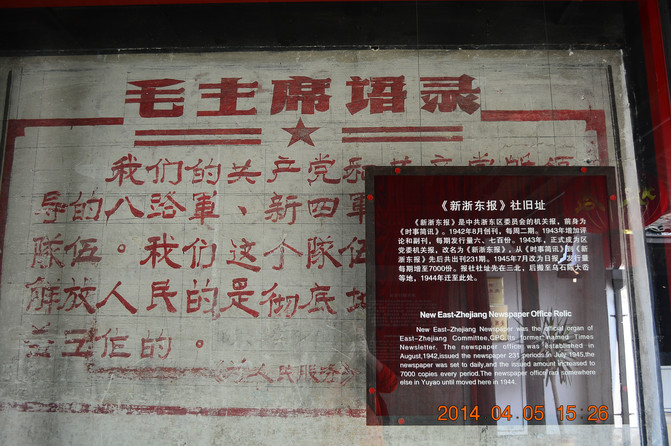 毛主席语录
我们的共产党和共产党所领
导的八路軍、新四軍
隊伍。我们这个隊伍
解放人民的是彻底地
益工作的。
《为人民服务》
《新浙东报》社旧址
《新浙东报》是中共浙东区委员会的机关报，前身为
《时事简讯》。1942年8月创刊，每周二期。1943年增加评
论和副刊，每期发行量六、七百份。1943年，正式成为区
党委机关报，改名为《新浙东报》。从《时事简讯》到《新
浙东报》先后共出刊231期。1945年7月改为日报，发行量
每期增至7000份。报社社址先在三北，后搬至乌石
等地，1944年迁至此处。
New East-Zhejiang Newspaper Office Relic
New East-Zhejiang Newspaper was the official organ of
East-Zhejiang Committee,CPC,its former named Times
Newsletter. The newspaper office was established in
August,1942,issued the newspaper 231 periods.In July,1945,the
newspaper was set to daily,and the issued amount increased to
7000 copies every period.The newspaper office ran somewhere
else in Yuyao until moved here in 1944.
2014 04 05 15:26